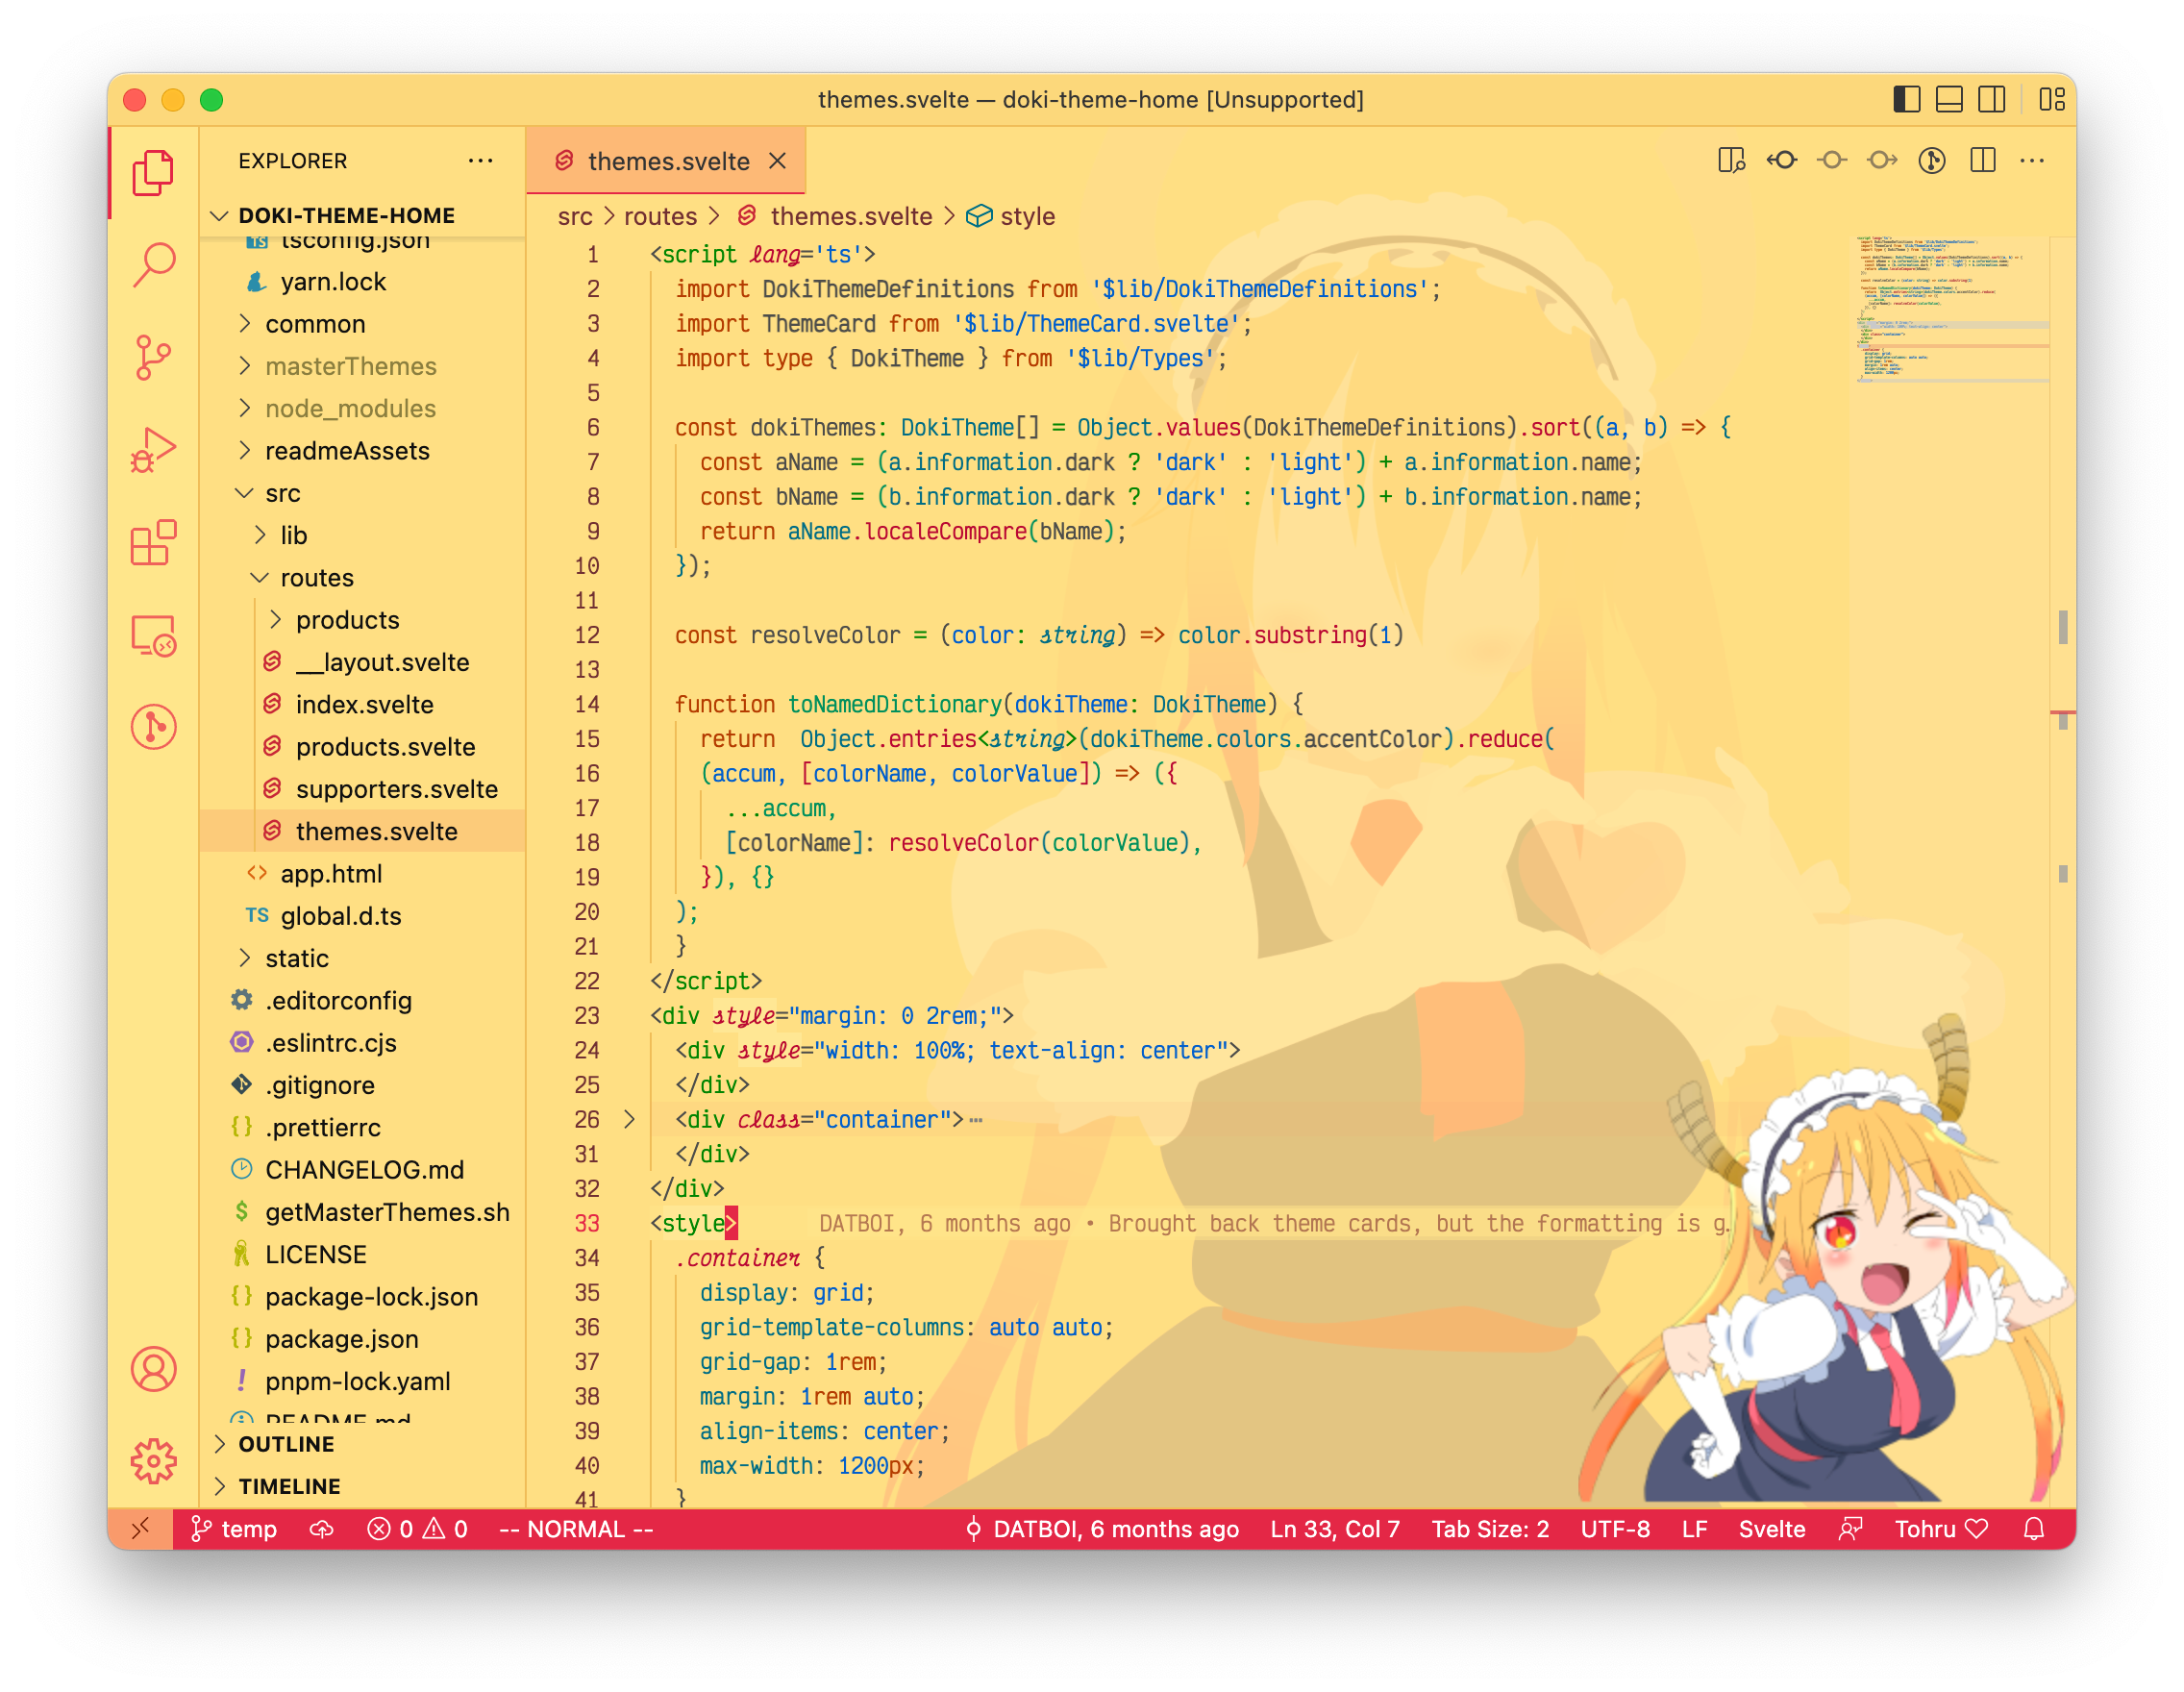 themes.svelte — doki-theme-home [Unsupported]
EXPLORER
DOKI-THEME-HOME
tsconfig.json
yarn.lock
common
masterThemes
node_modules
readmeAssets
src
lib
routes
products
__layout.svelte
index.svelte
products.svelte
supporters.svelte
themes.svelte
app.html
TS global.d.ts
static
.editorconfig
.eslintrc.cjs
.gitignore
.prettierrc
CHANGELOG.md
getMasterThemes.sh
LICENSE
package-lock.json
package.json
pnpm-lock.yaml
README.md
OUTLINE
TIMELINE
themes.svelte
src > routes > themes.svelte > style
1 <script lang='ts'>
2 import DokiThemeDefinitions from '$lib/DokiThemeDefinitions';
3 import ThemeCard from '$lib/ThemeCard.svelte';
4 import type { DokiTheme } from '$lib/Types';
5
6 const dokiThemes: DokiTheme[] = Object.values(DokiThemeDefinitions).sort((a, b) => {
7 const aName = (a.information.dark ? 'dark' : 'light') + a.information.name;
8 const bName = (b.information.dark ? 'dark' : 'light') + b.information.name;
9 return aName.localeCompare(bName);
10 });
11
12 const resolveColor = (color: string) => color.substring(1)
13
14 function toNamedDictionary(dokiTheme: DokiTheme) {
15 return  Object.entries<string>(dokiTheme.colors.accentColor).reduce(
16 (accum, [colorName, colorValue]) => ({
17 ...accum,
18 [colorName]: resolveColor(colorValue),
19 }), {}
20 );
21 }
22 </script>
23 <div style="margin: 0 2rem;">
24 <div style="width: 100%; text-align: center">
25 </div>
26 <div class="container">⋯
31 </div>
32 </div>
33 <style> DATBOI, 6 months ago • Brought back theme cards, but the formatting is g.
34 .container {
35 display: grid;
36 grid-template-columns: auto auto;
37 grid-gap: 1rem;
38 margin: 1rem auto;
39 align-items: center;
40 max-width: 1200px;
41 }
temp 0 0 -- NORMAL -- DATBOI, 6 months ago Ln 33, Col 7 Tab Size: 2 UTF-8 LF Svelte Tohru ♡